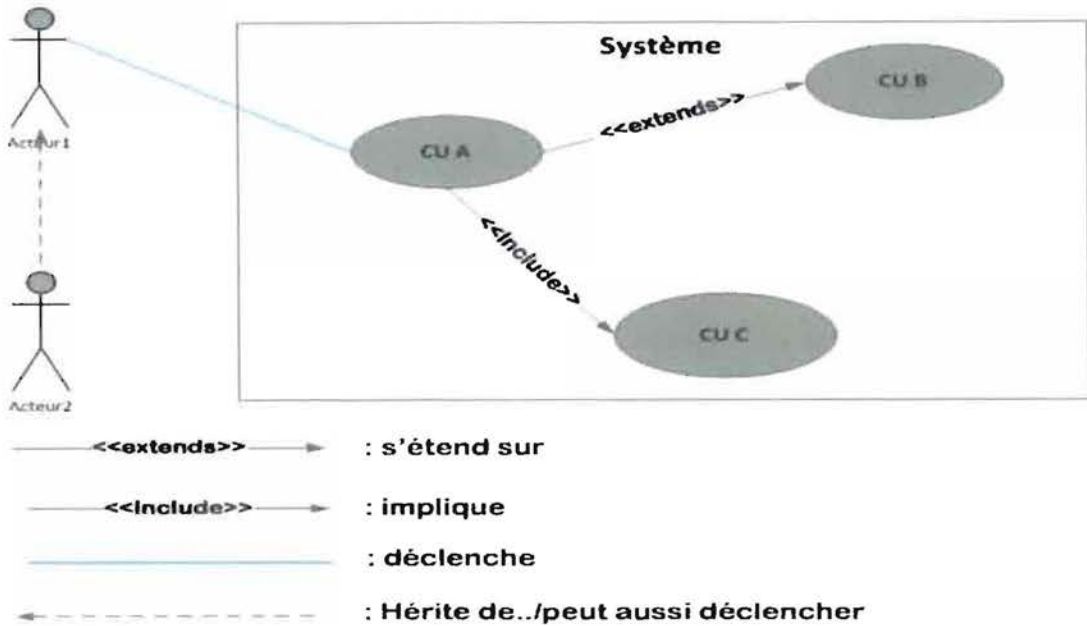 Système
CU B
<<extends>>
CU A
Acteur1
<<Include>>
CU C
Acteur2
<<extends>> : s'étend sur
<<Include>> : implique
: déclenche
: Hérite de../peut aussi déclencher